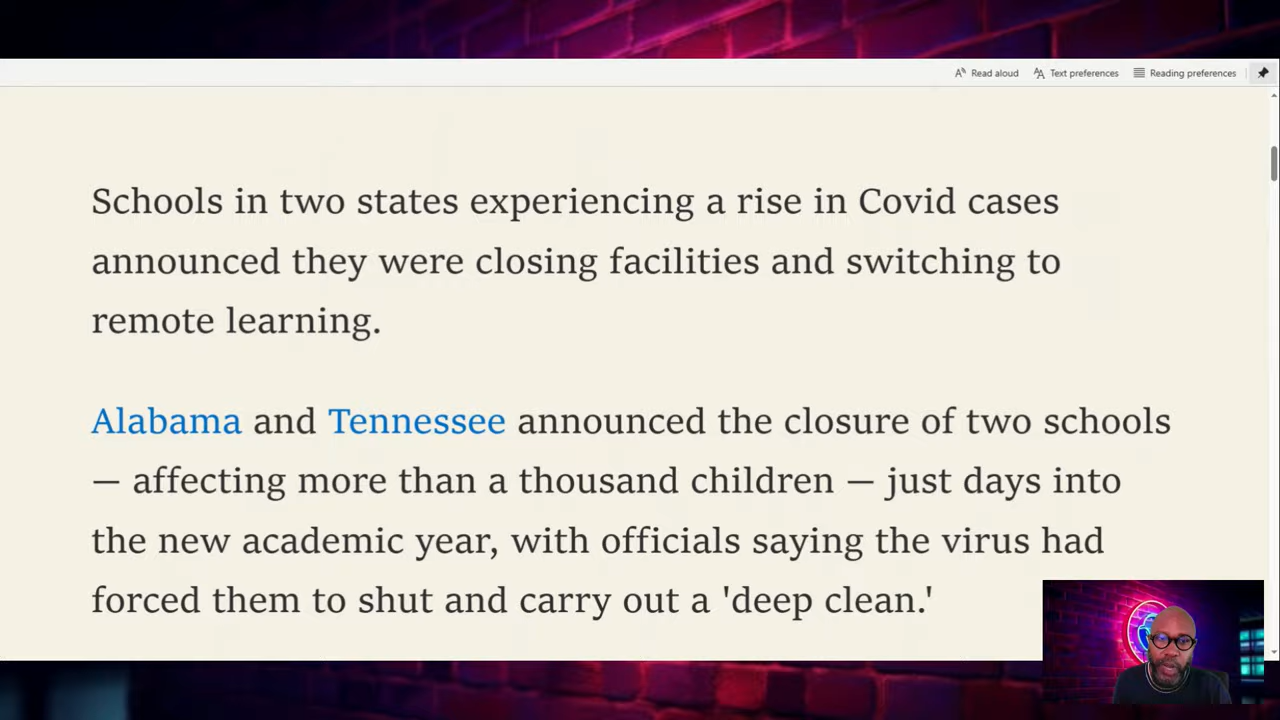 Read aloud Text preferences Reading preferences
Schools in two states experiencing a rise in Covid cases
announced they were closing facilities and switching to
remote learning.
Alabama and Tennessee announced the closure of two schools
— affecting more than a thousand children — just days into
the new academic year, with officials saying the virus had
forced them to shut and carry out a 'deep clean.'